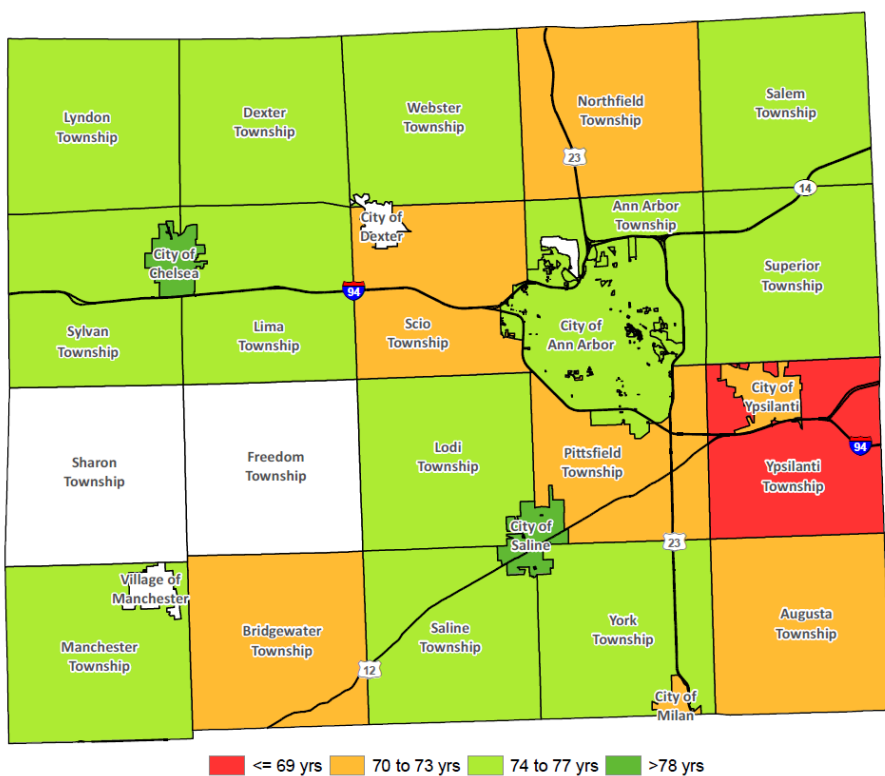 Lyndon
Township
Dexter
Township
Webster
Township
Northfield
Township
Salem
Township
23
14
City of
Dexter
Ann Arbor
Township
City of
Chelsea
Superior
Township
94
Sylvan
Township
Lima
Township
Scio
Township
City of
Ann Arbor
City of
Ypsilanti
Sharon
Township
Freedom
Township
Lodi
Township
Pittsfield
Township
Ypsilanti
Township
94
City of
Saline
23
Village of
Manchester
Manchester
Township
Bridgewater
Township
12
Saline
Township
York
Township
Augusta
Township
City of
Milan
<= 69 yrs 70 to 73 yrs 74 to 77 yrs >78 yrs